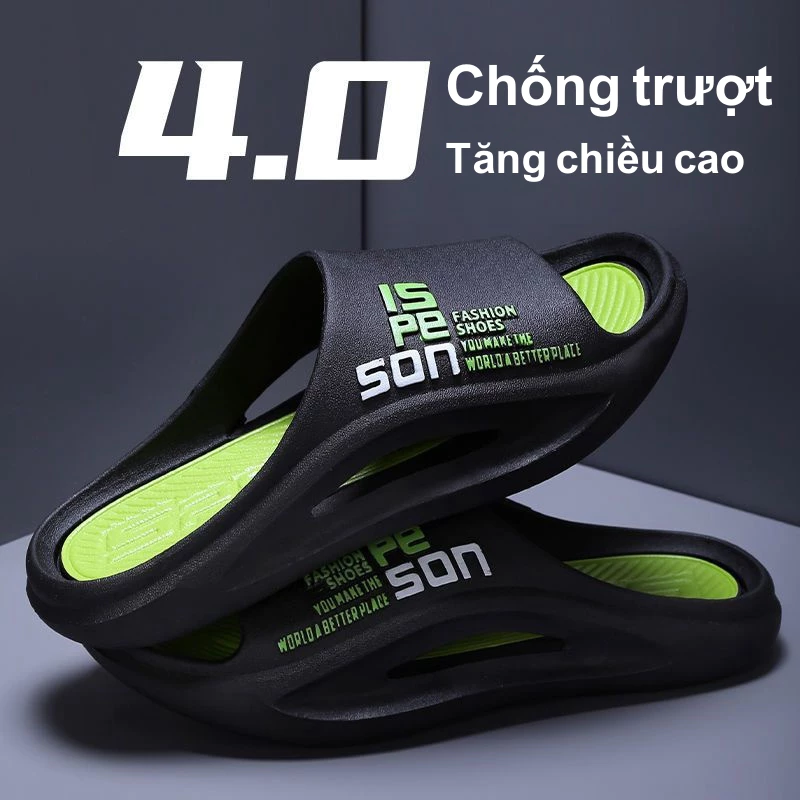 4.0
Chống trượt
Tăng chiều cao
IS
PE
SON
FASHION
SHOES
YOU MAKE THE
WORLD A BETTER PLACE
PE
SON
FASHION
SHOES
YOU MAKE THE
WORLD A BETTER PLACE